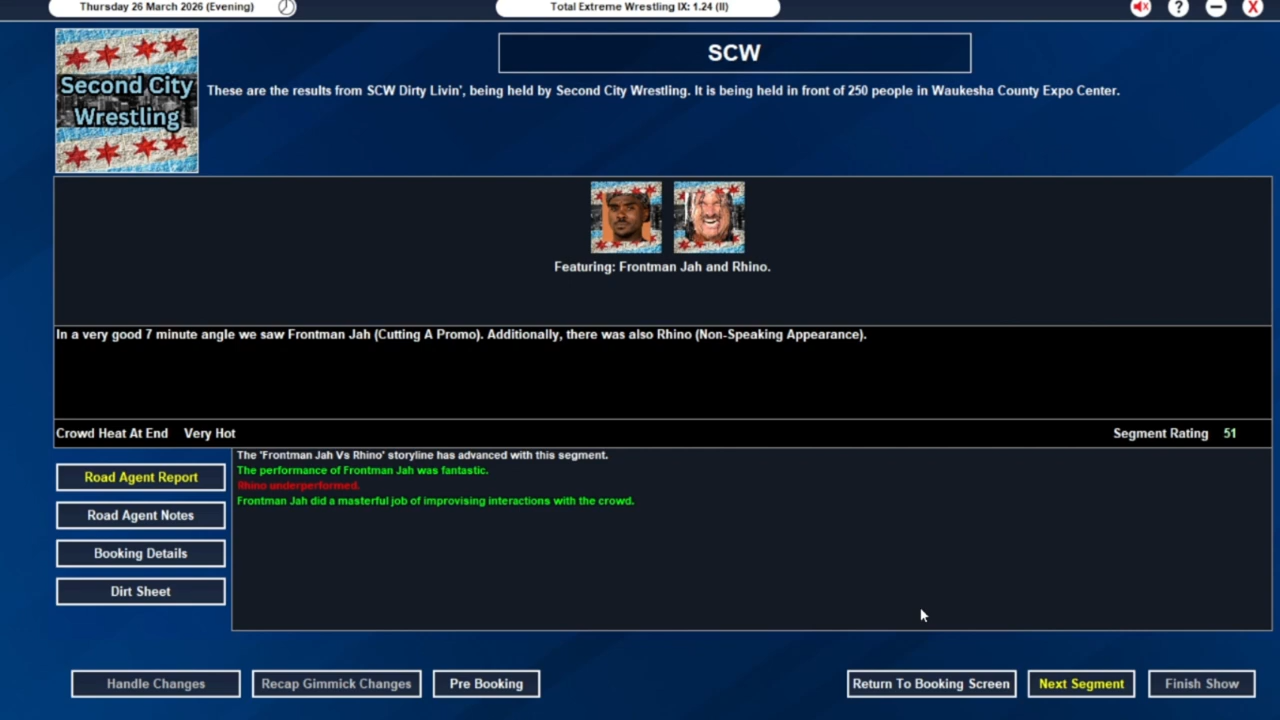 Thursday 26 March 2026 (Evening)
Total Extreme Wrestling IX: 1.24 (II)
?
X
Second City
Wrestling
SCW
These are the results from SCW Dirty Livin', being held by Second City Wrestling. It is being held in front of 250 people in Waukesha County Expo Center.
Featuring: Frontman Jah and Rhino.
In a very good 7 minute angle we saw Frontman Jah (Cutting A Promo). Additionally, there was also Rhino (Non-Speaking Appearance).
Crowd Heat At End Very Hot
Segment Rating 51
Road Agent Report
Road Agent Notes
Booking Details
Dirt Sheet
The 'Frontman Jah Vs Rhino' storyline has advanced with this segment.
The performance of Frontman Jah was fantastic.
Rhino underperformed.
Frontman Jah did a masterful job of improvising interactions with the crowd.
Handle Changes
Recap Gimmick Changes
Pre Booking
Return To Booking Screen
Next Segment
Finish Show